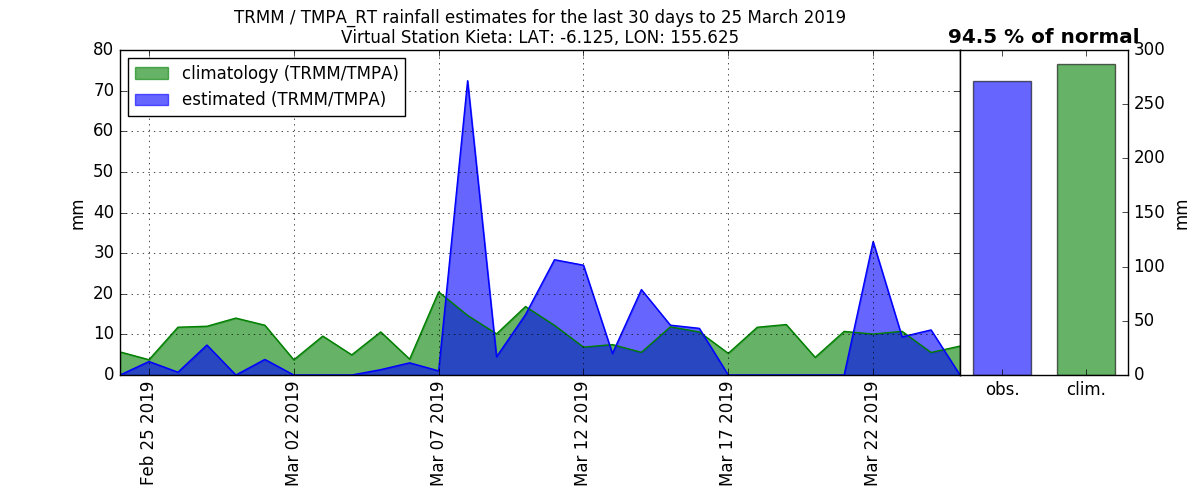 TRMM / TMPA_RT rainfall estimates for the last 30 days to 25 March 2019
Virtual Station Kieta: LAT: -6.125, LON: 155.625
94.5 % of normal
climatology (TRMM/TMPA)
estimated (TRMM/TMPA)
mm
80
70
60
50
40
30
20
10
0
Feb 25 2019
Mar 02 2019
Mar 07 2019
Mar 12 2019
Mar 17 2019
Mar 22 2019
obs.
clim.
300
250
200
150
100
50
0
mm